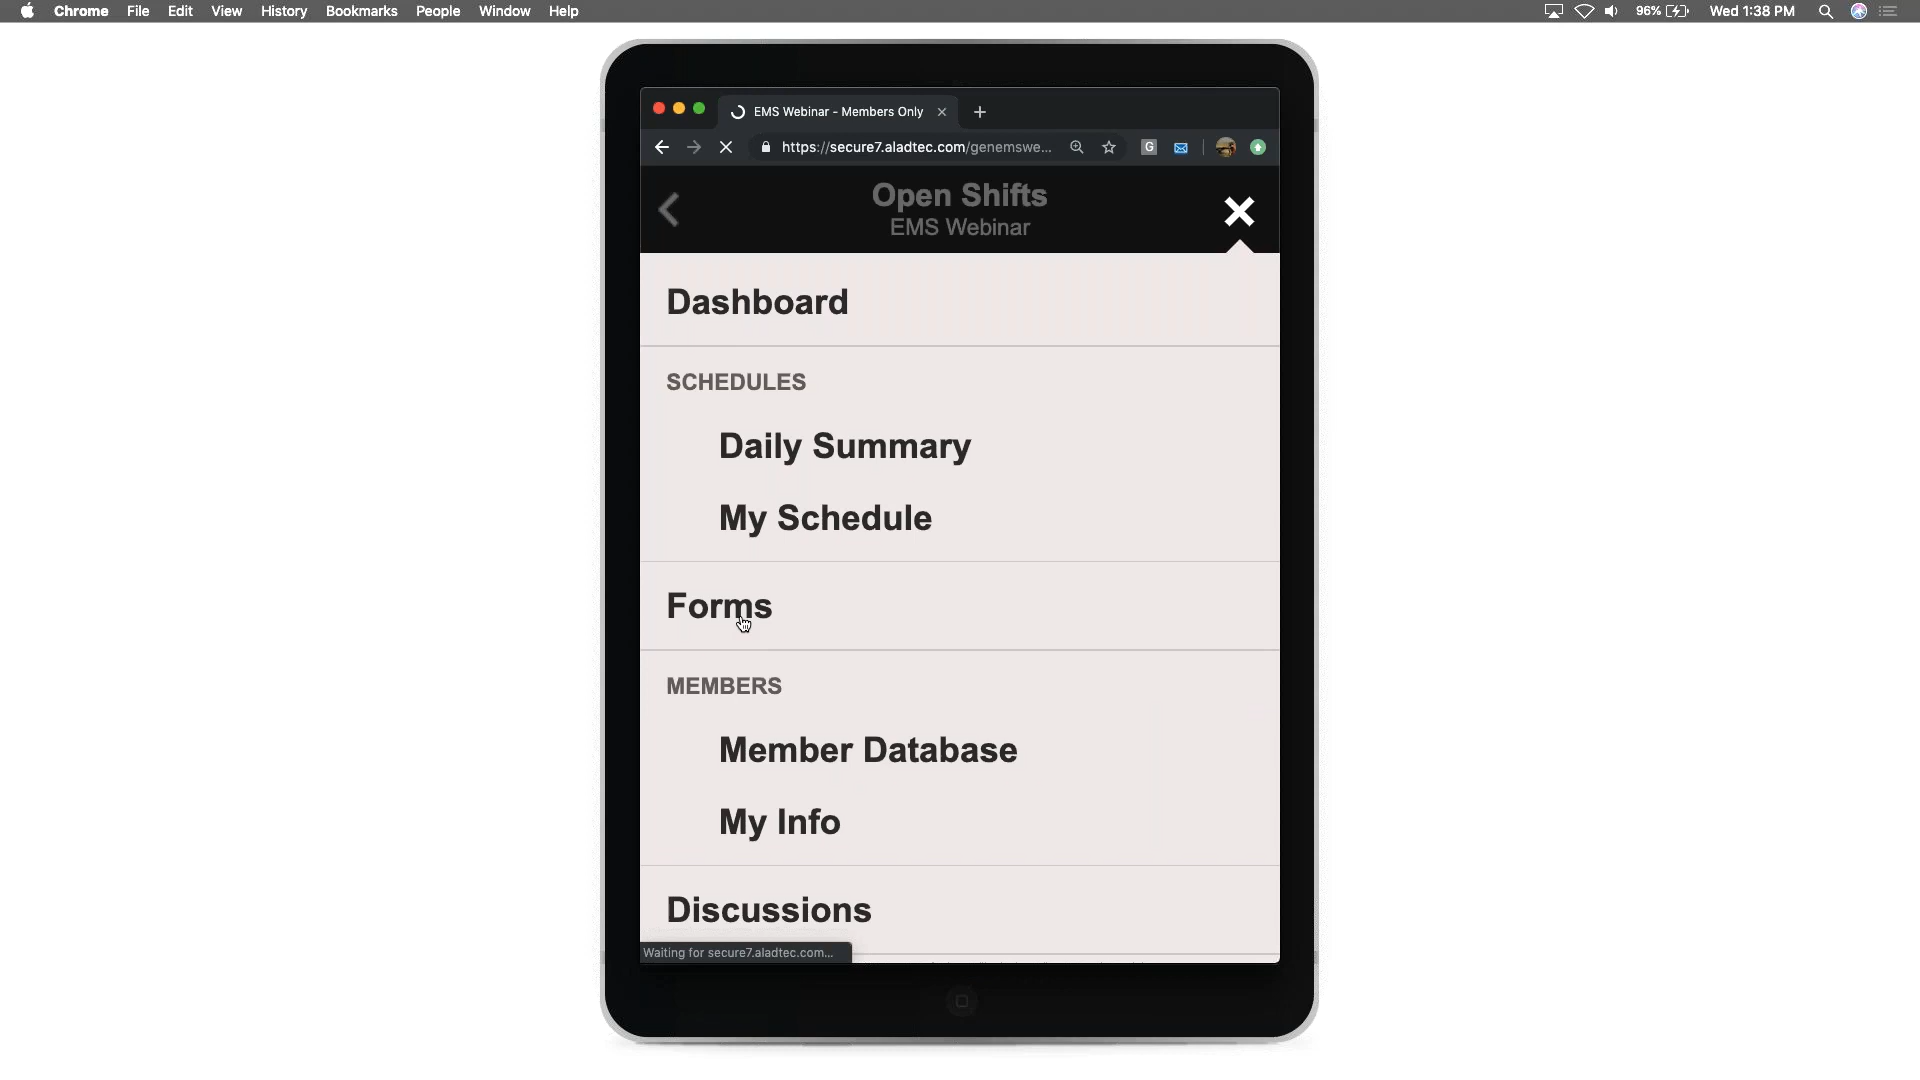 Chrome File Edit View History Bookmarks People Window Help
96% Wed 1:38 PM
EMS Webinar - Members Only
https://secure7.aladtec.com/genemswe...
G
Open Shifts
EMS Webinar
Dashboard
SCHEDULES
Daily Summary
My Schedule
Forms
MEMBERS
Member Database
My Info
Discussions
Waiting for secure7.aladtec.com...